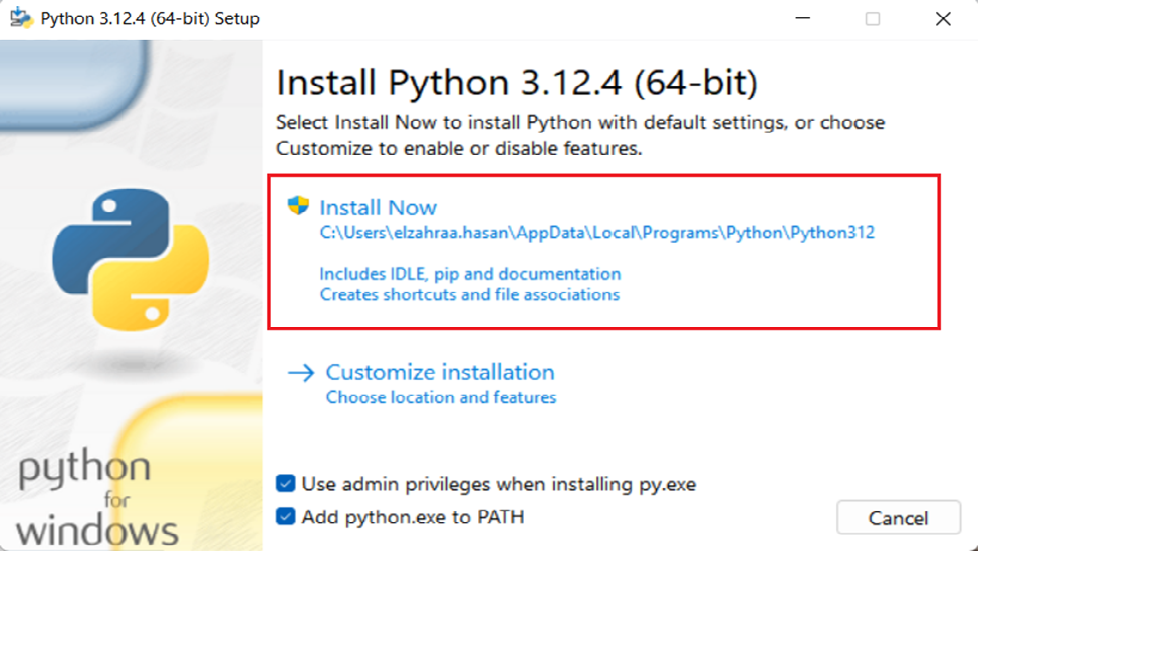 Python 3.12.4 (64-bit) Setup
Install Python 3.12.4 (64-bit)
Select Install Now to install Python with default settings, or choose
Customize to enable or disable features.
Install Now
C:\Users\elzahraa.hasan\AppData\Local\Programs\Python\Python312
Includes IDLE, pip and documentation
Creates shortcuts and file associations
Customize installation
Choose location and features
Use admin privileges when installing py.exe
Add python.exe to PATH
Cancel
python
for
windows